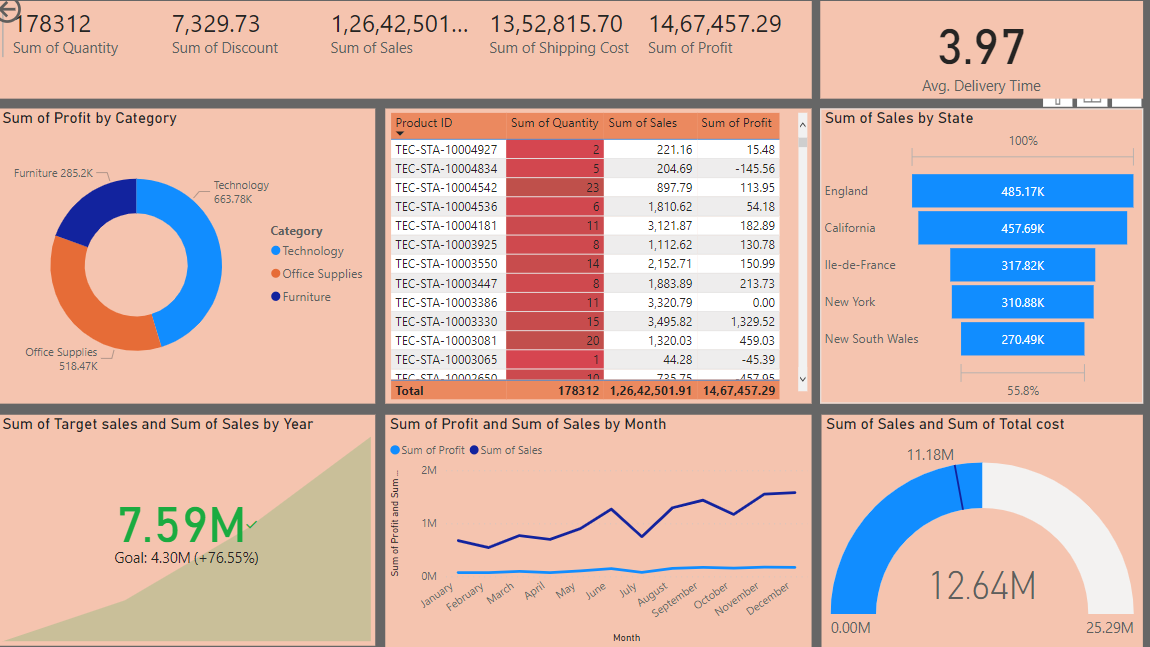 178312
Sum of Quantity
7,329.73
Sum of Discount
1,26,42,501...
Sum of Sales
13,52,815.70
Sum of Shipping Cost
14,67,457.29
Sum of Profit
3.97
Avg. Delivery Time
Sum of Profit by Category
Furniture 285.2K
Technology
663.78K
Office Supplies
518.47K
Category
Technology
Office Supplies
Furniture
Product ID Sum of Quantity Sum of Sales Sum of Profit
TEC-STA-10004927 2 221.16 15.48
TEC-STA-10004834 5 204.69 -145.56
TEC-STA-10004542 23 897.79 113.95
TEC-STA-10004536 6 1,810.62 54.18
TEC-STA-10004181 11 3,121.87 182.89
TEC-STA-10003925 8 1,112.62 130.78
TEC-STA-10003550 14 2,152.71 150.99
TEC-STA-10003447 8 1,883.89 213.73
TEC-STA-10003386 11 3,320.79 0.00
TEC-STA-10003330 15 3,495.82 1,329.52
TEC-STA-10003081 20 1,320.03 459.03
TEC-STA-10003065 1 44.28 -45.39
TEC-STA-10002650 10 735.75 -457.95
Total 178312 1,26,42,501.91 14,67,457.29
Sum of Sales by State
100%
England 485.17K
California 457.69K
Ile-de-France 317.82K
New York 310.88K
New South Wales 270.49K
55.8%
Sum of Target sales and Sum of Sales by Year
7.59M
Goal: 4.30M (+76.55%)
Sum of Profit and Sum of Sales by Month
Sum of Profit Sum of Sales
Sum of Profit and Sum ...
2M
1M
0M
January
February
March
April
May
June
July
August
September
October
November
December
Month
Sum of Sales and Sum of Total cost
11.18M
12.64M
0.00M
25.29M